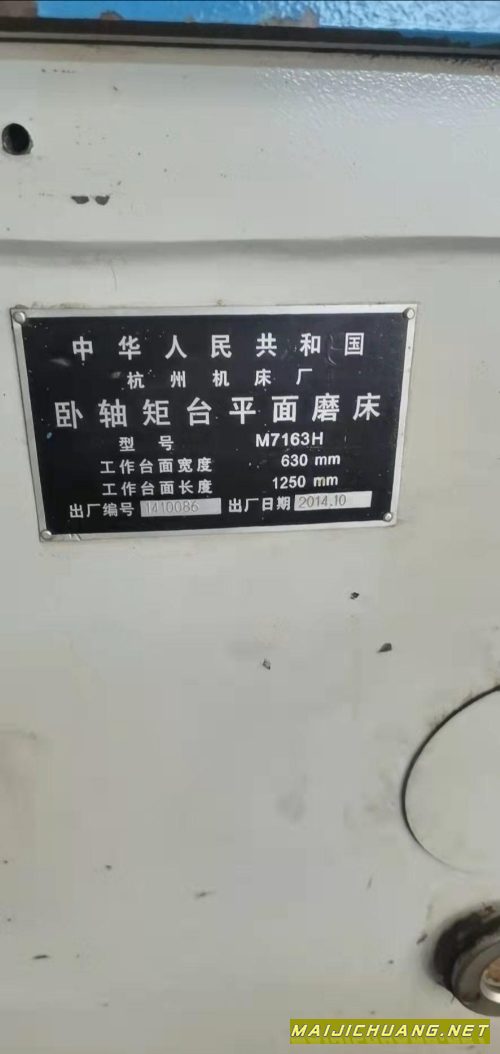 中华人民共和国
杭州机床厂
卧轴矩台平面磨床
型号 M7163H
工作台面宽度 630 mm
工作台面长度 1250 mm
出厂编号 1410086 出厂日期 2014.10
MAIJICHUANG.NET